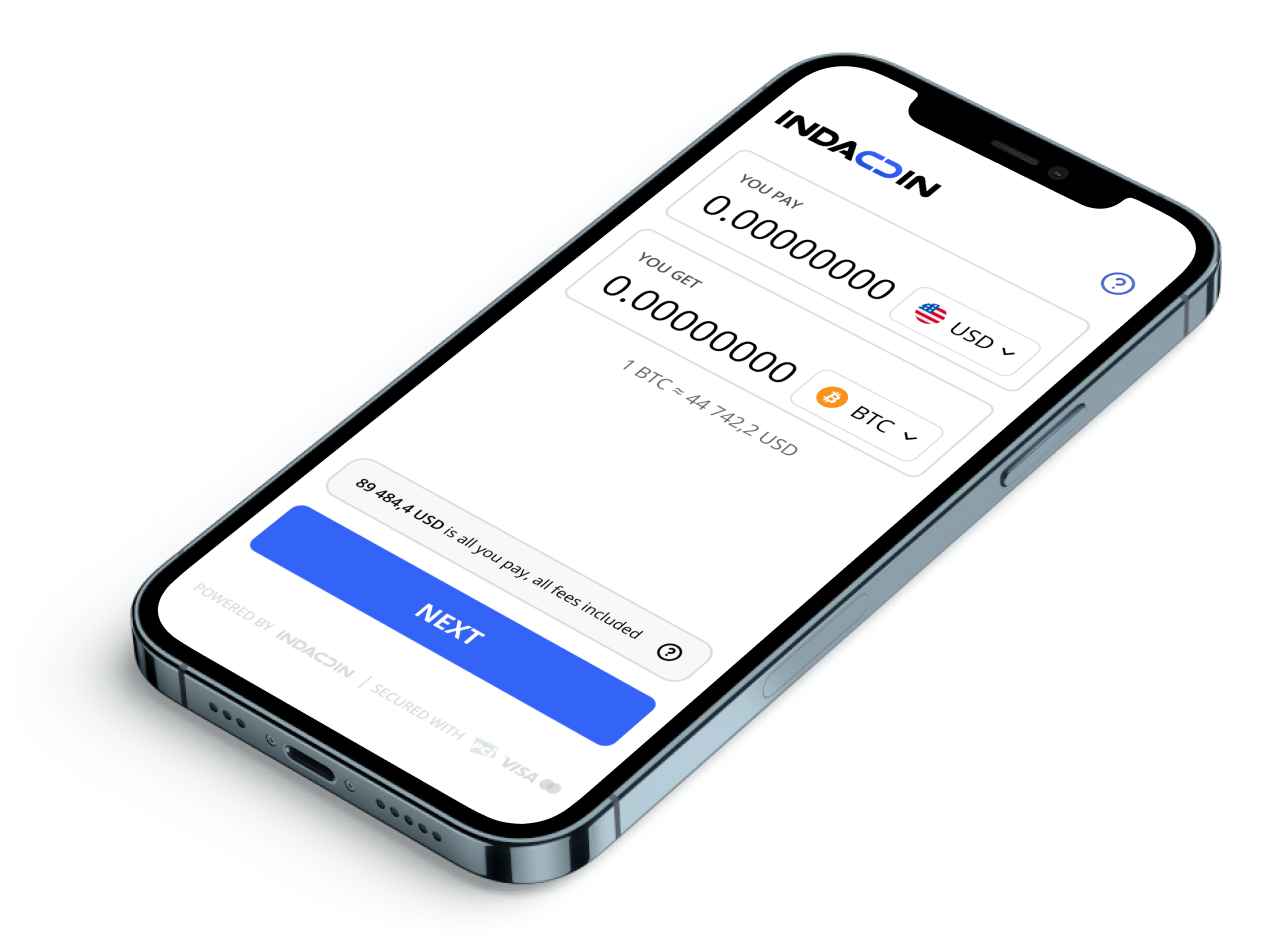 INDACOIN
YOU PAY
0.00000000
USD
YOU GET
0.00000000
BTC
1 BTC ≈ 44 742,2 USD
89 484,4 USD is all you pay, all fees included
NEXT
POWERED BY INDACOIN | SECURED WITH PCI VISA